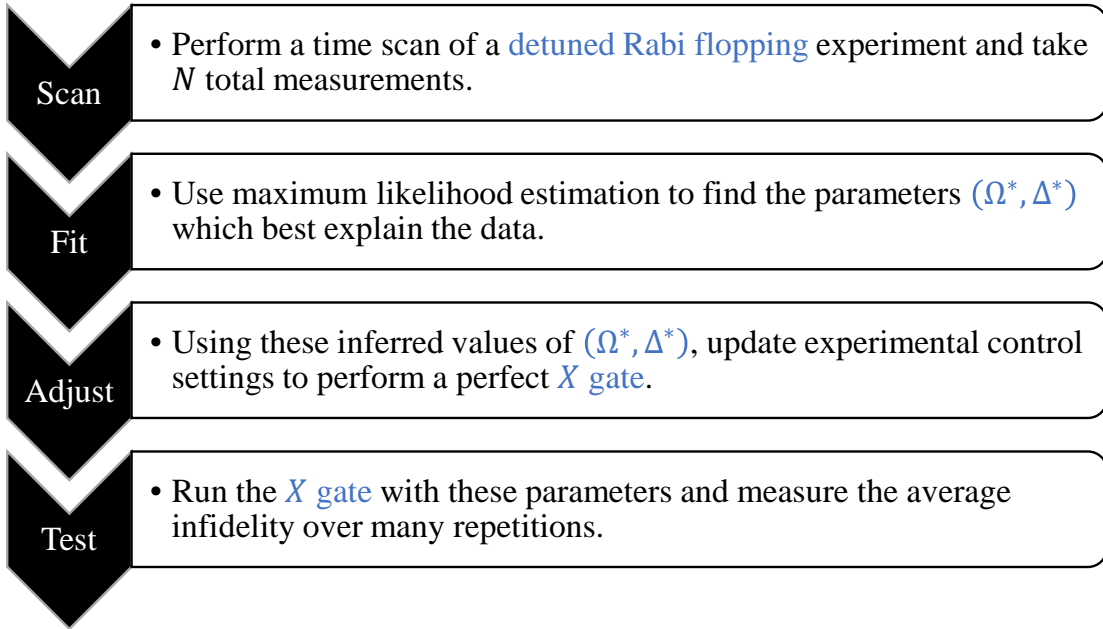 Scan
• Perform a time scan of a detuned Rabi flopping experiment and take
N total measurements.
Fit
• Use maximum likelihood estimation to find the parameters (Ω*, Δ*)
which best explain the data.
Adjust
• Using these inferred values of (Ω*, Δ*), update experimental control
settings to perform a perfect X gate.
Test
• Run the X gate with these parameters and measure the average
infidelity over many repetitions.